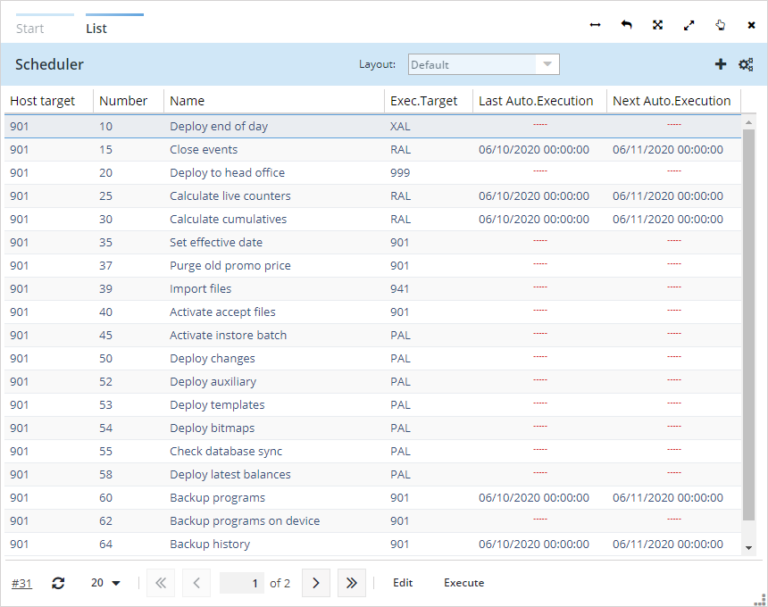 Start List
Scheduler Layout: Default
Host target Number Name Exec.Target Last Auto.Execution Next Auto.Execution
901 10 Deploy end of day XAL ----- -----
901 15 Close events RAL 06/10/2020 00:00:00 06/11/2020 00:00:00
901 20 Deploy to head office 999 ----- -----
901 25 Calculate live counters RAL 06/10/2020 00:00:00 06/11/2020 00:00:00
901 30 Calculate cumulatives RAL 06/10/2020 00:00:00 06/11/2020 00:00:00
901 35 Set effective date 901 ----- -----
901 37 Purge old promo price 901 ----- -----
901 39 Import files 941 ----- -----
901 40 Activate accept files 901 ----- -----
901 45 Activate instore batch PAL ----- -----
901 50 Deploy changes PAL ----- -----
901 52 Deploy auxiliary PAL ----- -----
901 53 Deploy templates PAL ----- -----
901 54 Deploy bitmaps PAL ----- -----
901 55 Check database sync PAL ----- -----
901 58 Deploy latest balances PAL ----- -----
901 60 Backup programs 901 06/10/2020 00:00:00 06/11/2020 00:00:00
901 62 Backup programs on device 901 ----- -----
901 64 Backup history 901 06/10/2020 00:00:00 06/11/2020 00:00:00
#31 20 1 of 2 Edit Execute